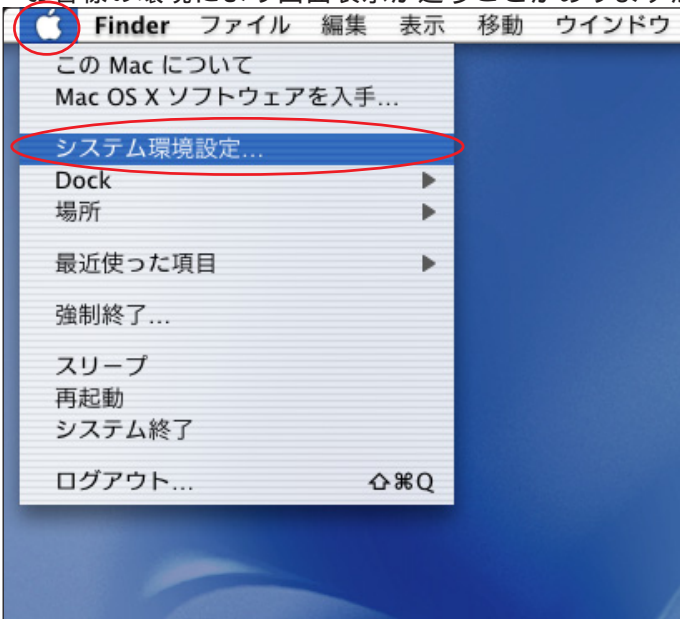 Finder ファイル 編集 表示 移動 ウインドウ
この Mac について
Mac OS X ソフトウェアを入手...
システム環境設定...
Dock
場所
最近使った項目
強制終了...
スリープ
再起動
システム終了
ログアウト... ⇧⌘Q